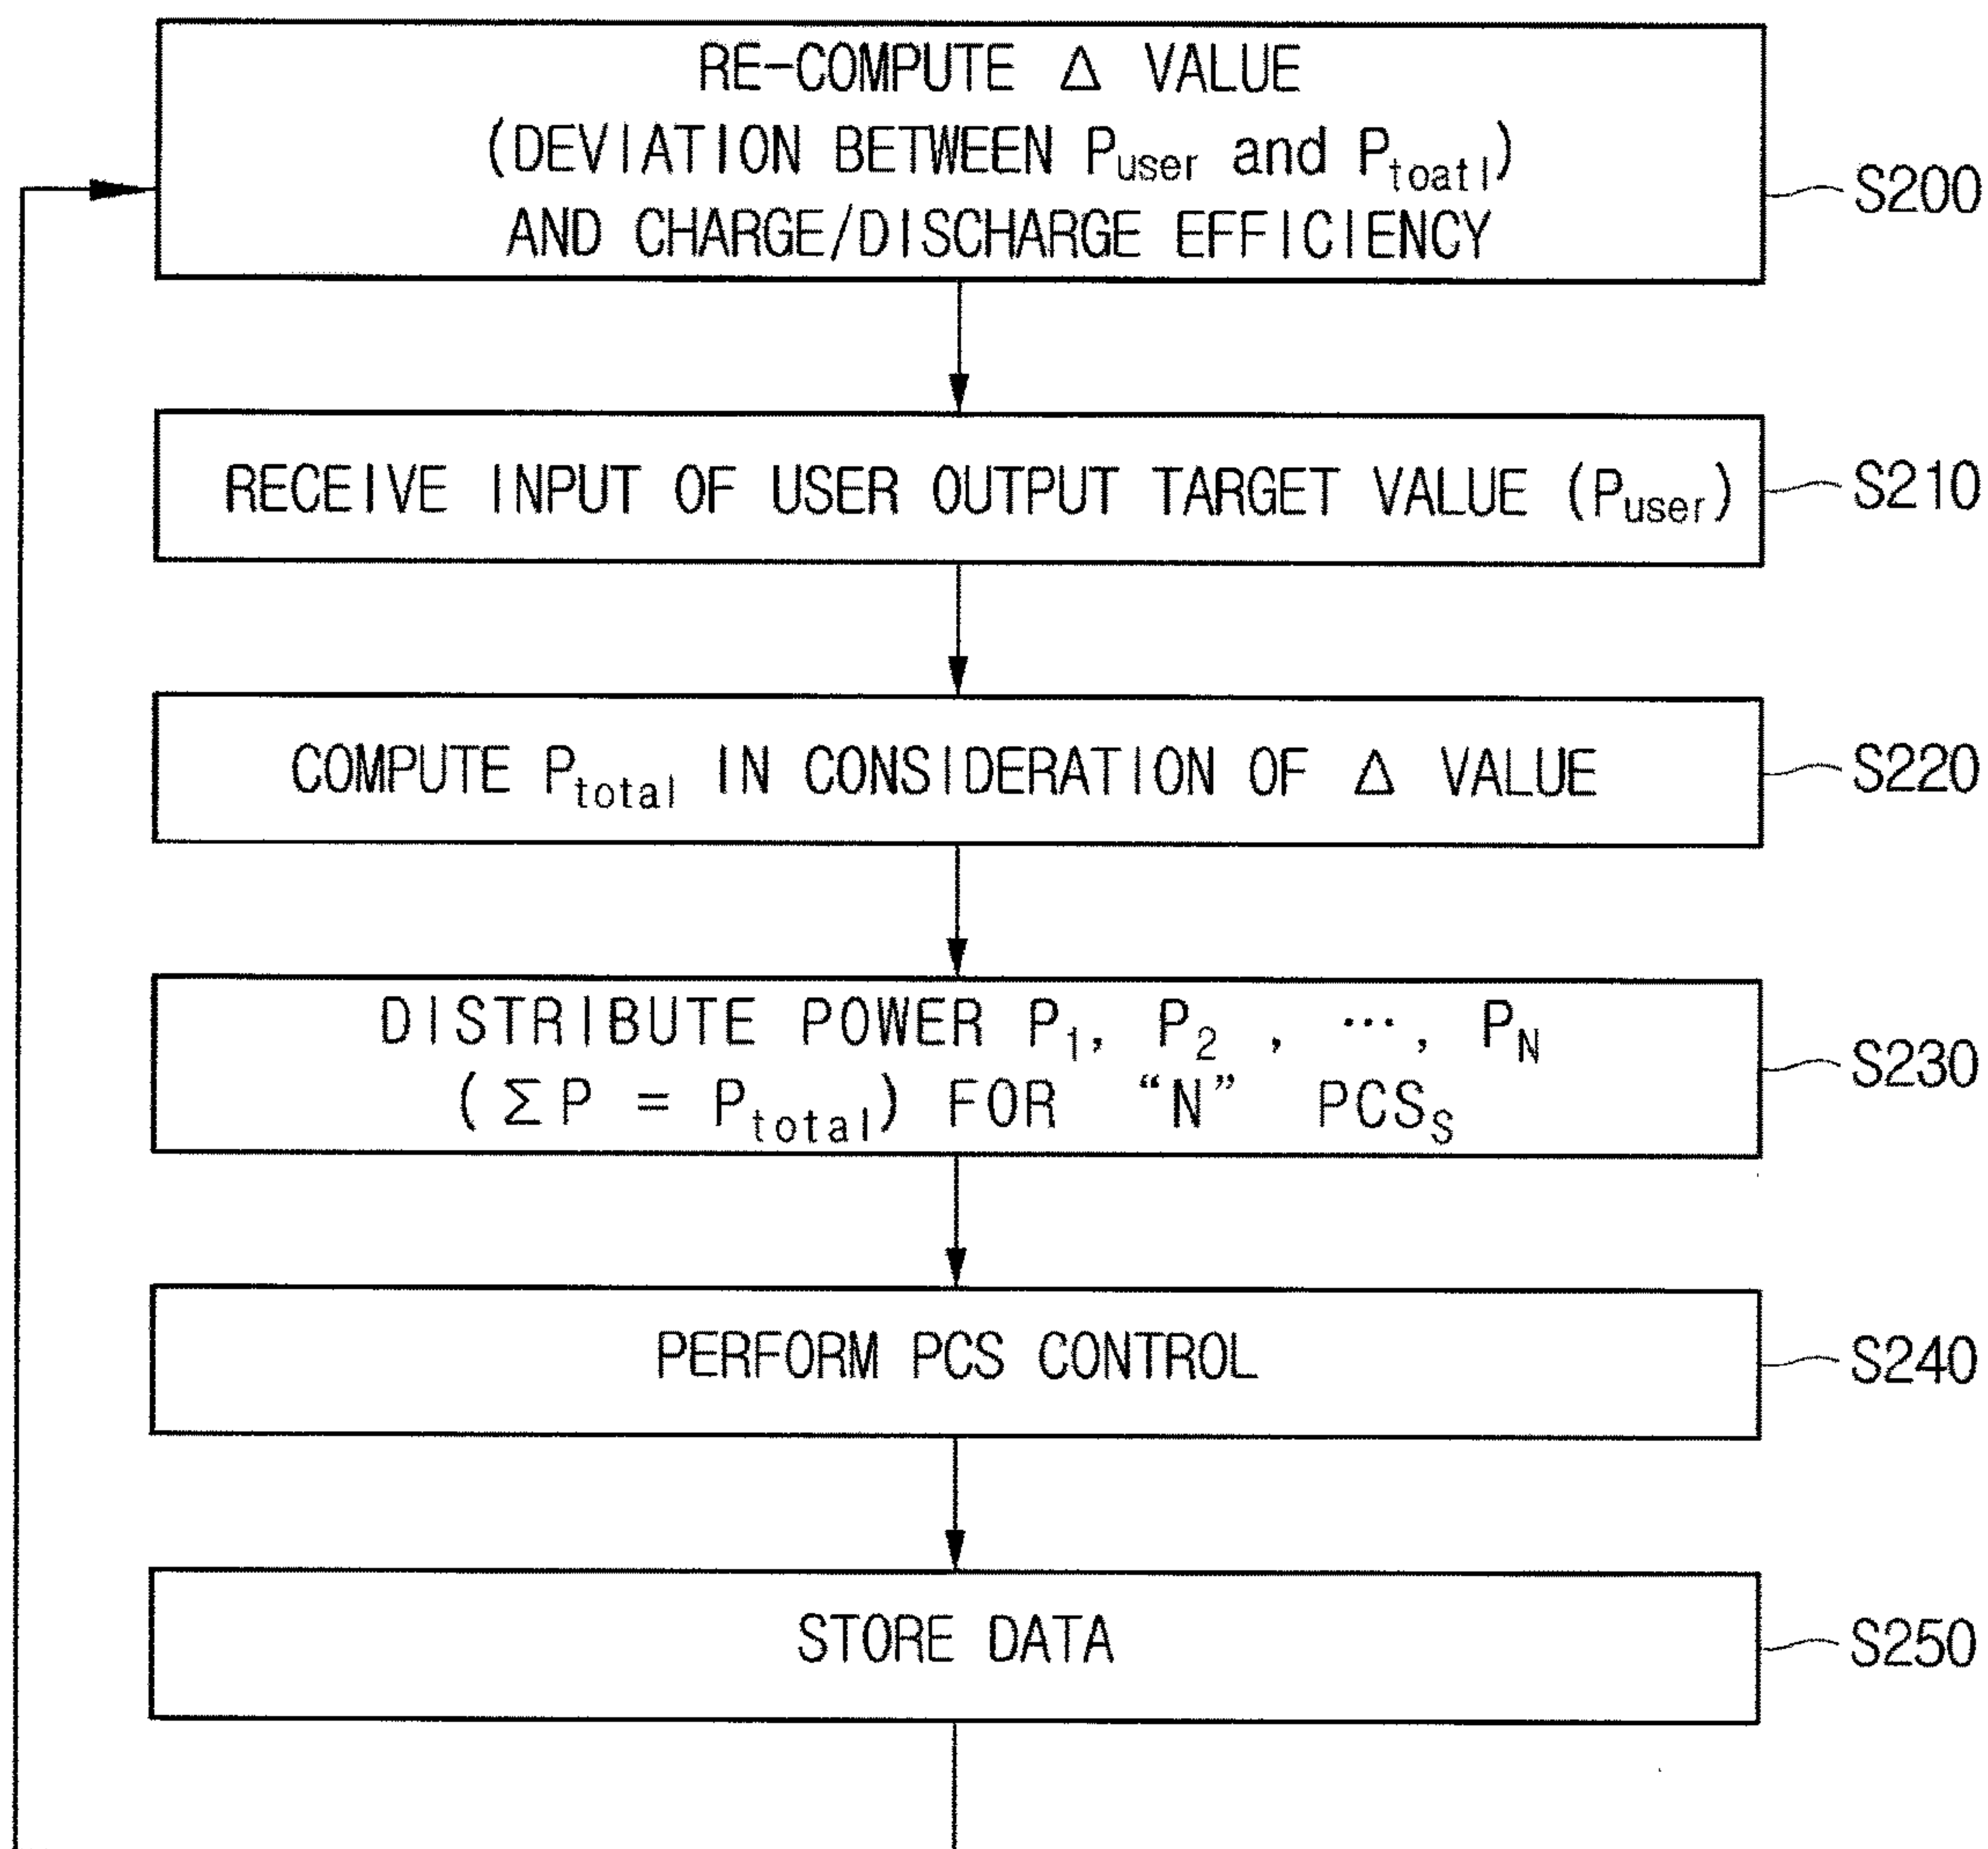 RE-COMPUTE Δ VALUE
(DEVIATION BETWEEN Puser and Ptoatl)
AND CHARGE/DISCHARGE EFFICIENCY
S200
RECEIVE INPUT OF USER OUTPUT TARGET VALUE (Puser)
S210
COMPUTE Ptotal IN CONSIDERATION OF Δ VALUE
S220
DISTRIBUTE POWER P1, P2 , ···, PN
(ΣP = Ptotal) FOR “N” PCSS
S230
PERFORM PCS CONTROL
S240
STORE DATA
S250